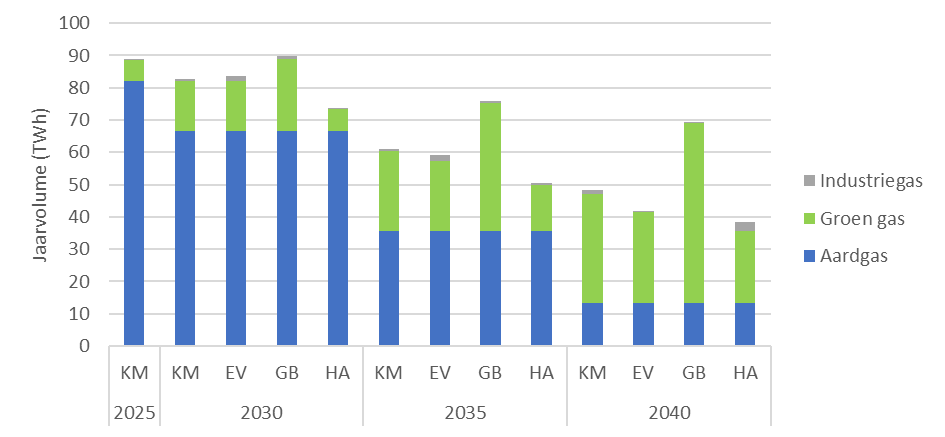 100
90
80
70
60
50
40
30
20
10
0
Jaarvolume (TWh)
KM KM EV GB HA KM EV GB HA KM EV GB HA
2025 2030 2035 2040
Industriegas
Groen gas
Aardgas